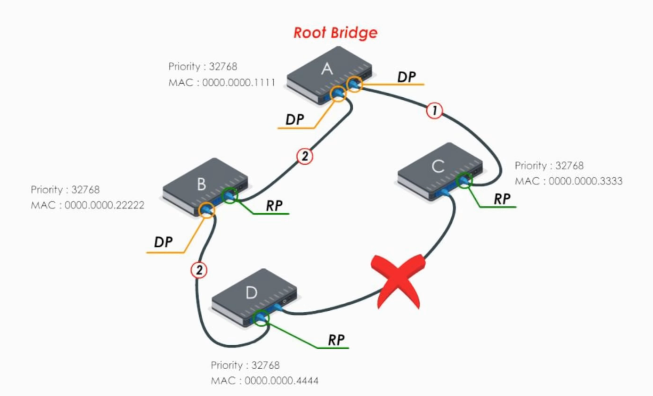 Root Bridge
Priority : 32768
MAC : 0000.0000.1111
A
DP
DP
1
2
Priority : 32768
MAC : 0000.0000.22222
B
RP
C
Priority : 32768
MAC : 0000.0000.3333
RP
DP
2
D
RP
Priority : 32768
MAC : 0000.0000.4444